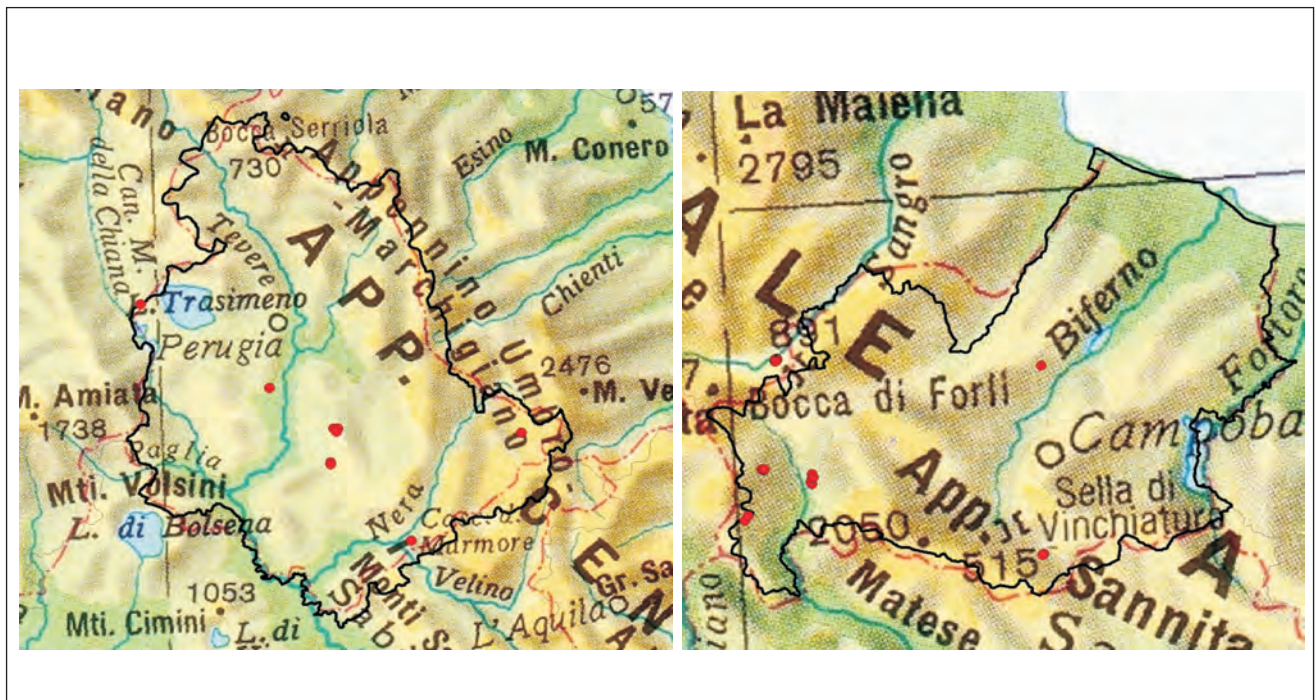 Bocca Serriola
730
Can. M.
della Chiana
Tevere
L. Trasimeno
Perugia
Appennino Umbro-
-Marchigiano
APP.
Esino
M. Conero
57
Chienti
2476
M. Ve
M. Amiata
1738
Paglia
Mti. Volsini
L. di Bolsena
Nera
Marmore
Velino
Monti S
Sab
1053
Mti. Cimini
L. di
L'Aquila
Gr. Sa
C
E
N
A
La Maiella
2795
Sangro
A
L
E
891
Bocca di Forli
Biferno
Fortore
Campoba
App.
Sella di
Vinchiatura
2050
515
Matese
Sannita
A
iano